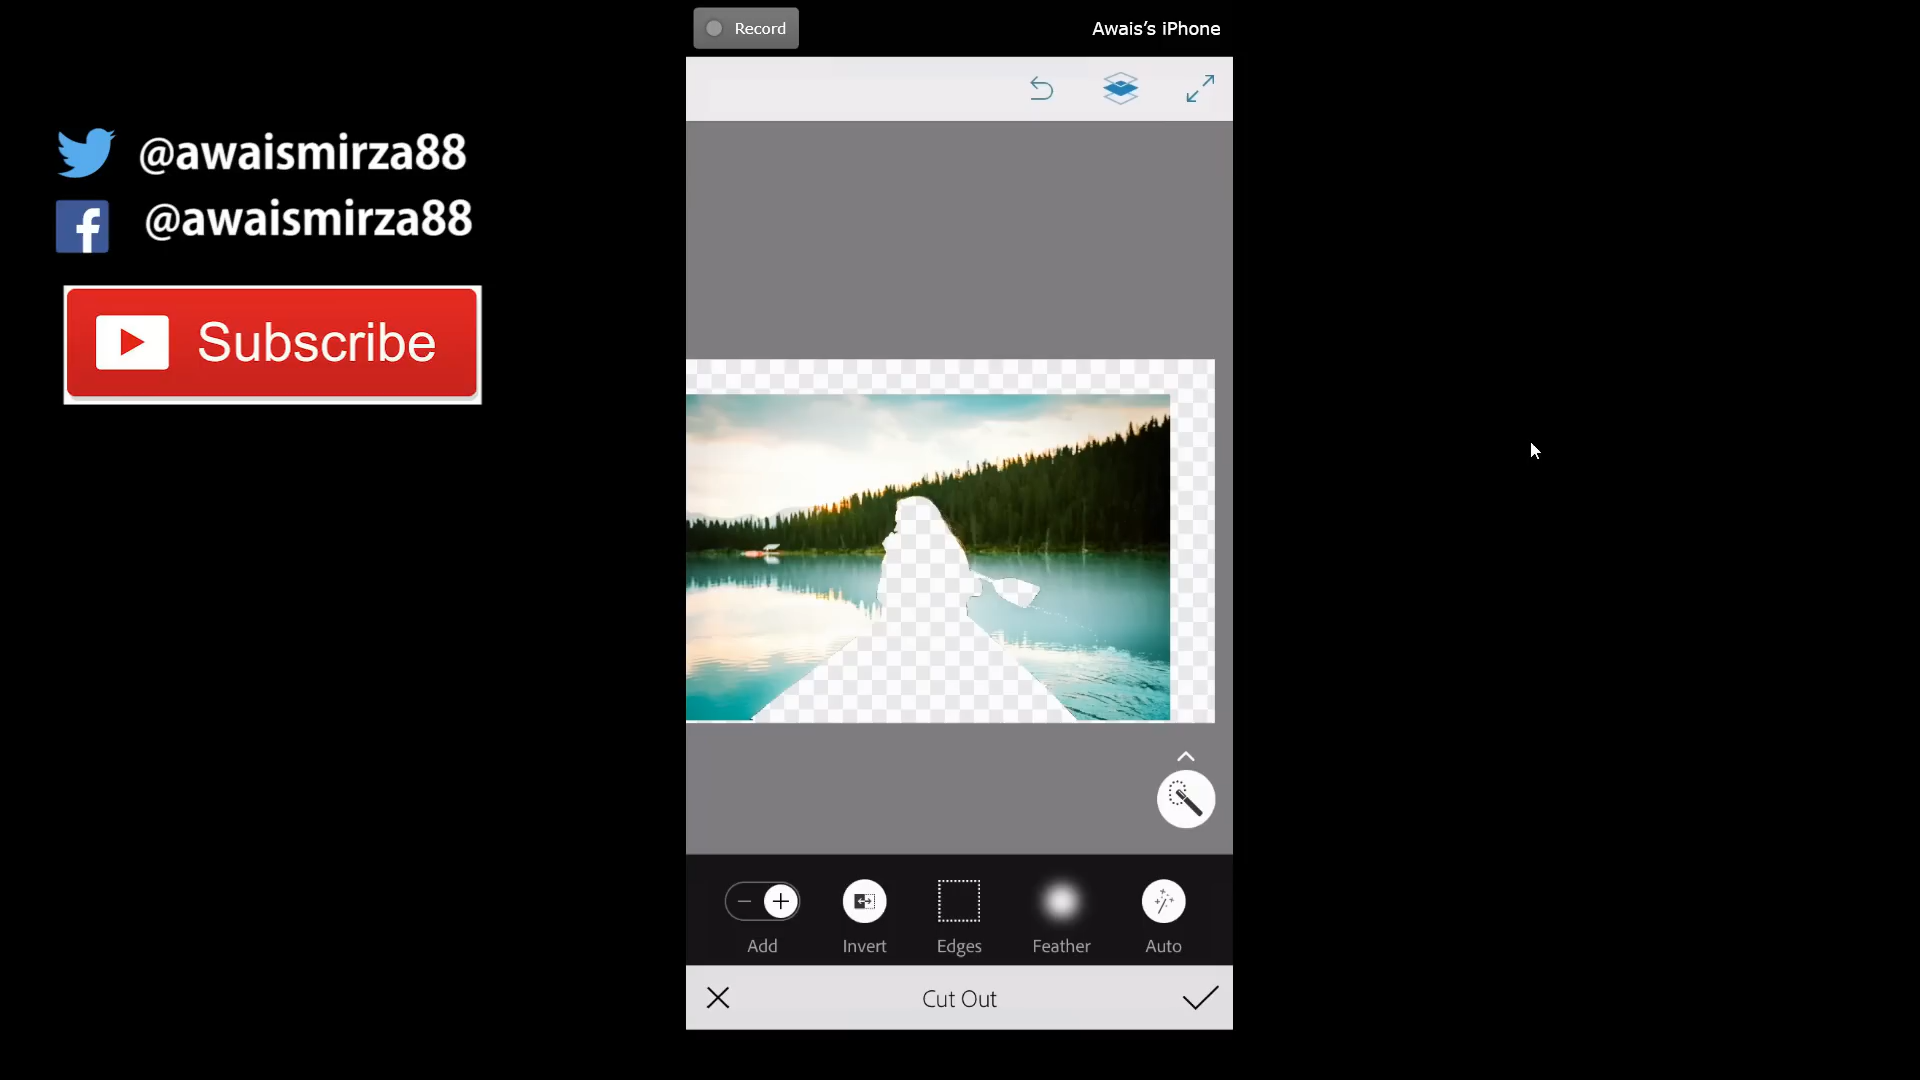 Record
Awais’s iPhone
@awaismirza88
@awaismirza88
Subscribe
Add
Invert
Edges
Feather
Auto
Cut Out